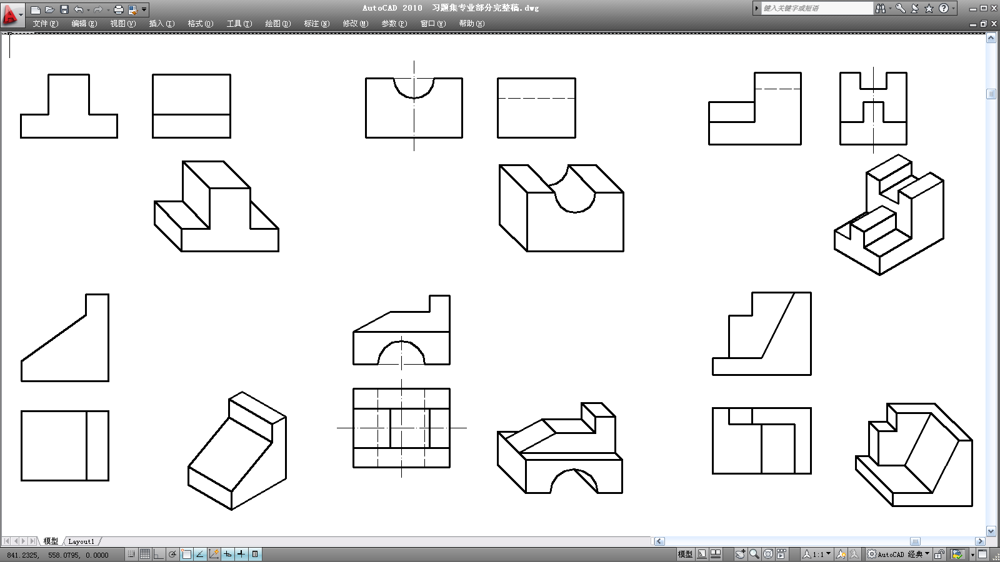 AutoCAD 2010 习题集专业部分完整稿.dwg
键入关键字或短语
文件(F) 编辑(E) 视图(V) 插入(I) 格式(O) 工具(T) 绘图(D) 标注(N) 修改(M) 参数(P) 窗口(W) 帮助(H)
模型 Layout1
841.2325, 558.0795, 0.0000 模型 1:1 AutoCAD 经典